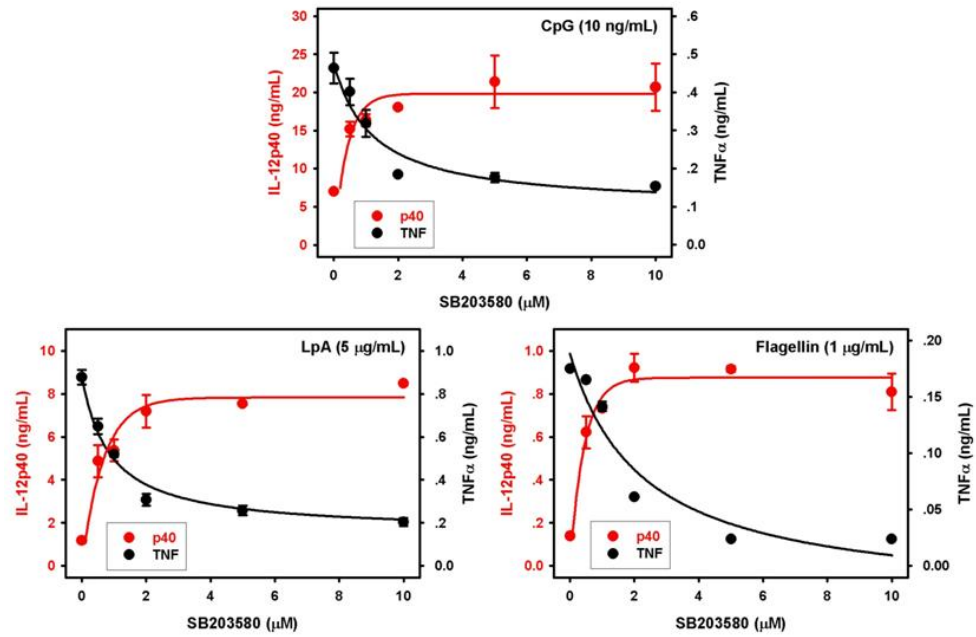 CpG (10 ng/mL)
IL-12p40 (ng/mL)
30
25
20
15
10
5
0
.6
.5
.4
.3
.2
.1
0.0
TNFα (ng/mL)
p40
TNF
0 2 4 6 8 10
SB203580 (μM)
LpA (5 μg/mL)
IL-12p40 (ng/mL)
10
8
6
4
2
0
1.0
.8
.6
.4
.2
0.0
TNFα (ng/mL)
p40
TNF
0 2 4 6 8 10
SB203580 (μM)
Flagellin (1 μg/mL)
IL-12p40 (ng/mL)
1.0
.8
.6
.4
.2
0.0
.20
.15
.10
.05
0.00
TNFα (ng/mL)
p40
TNF
0 2 4 6 8 10
SB203580 (μM)